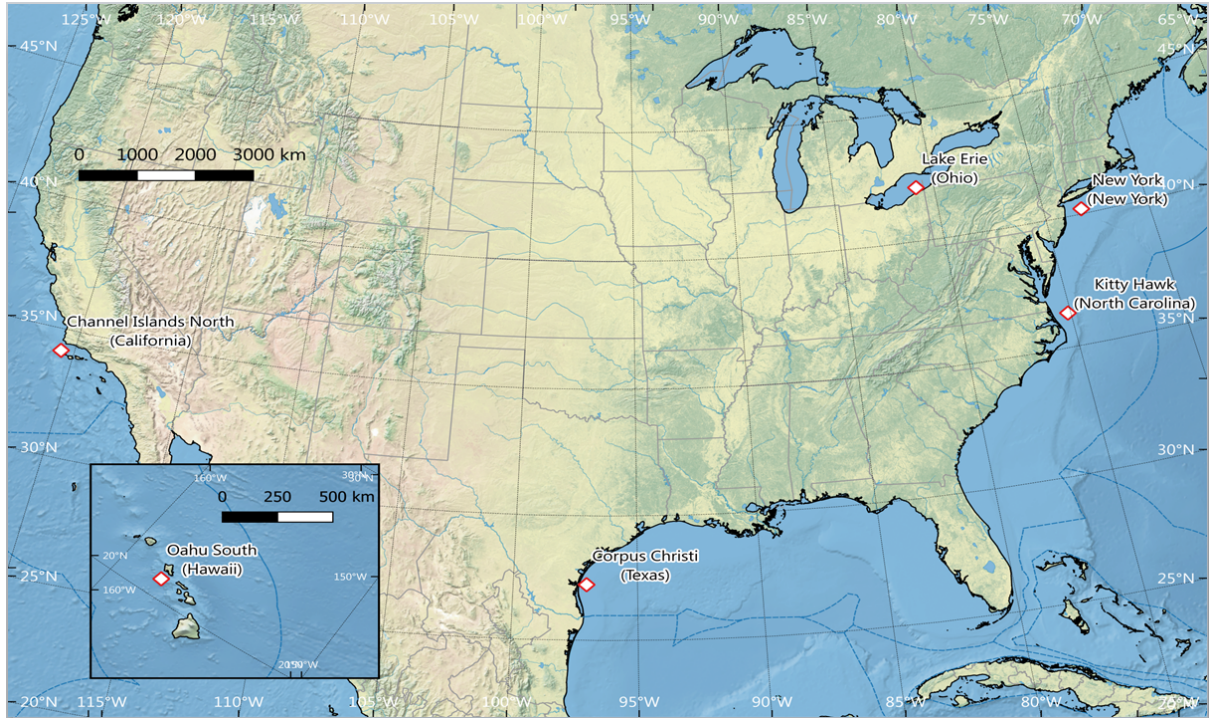 125°W 120°W 115°W 110°W 105°W 100°W 95°W 90°W 85°W 80°W 75°W 70°W 65°W
45°N 45°N
0 1000 2000 3000 km
Lake Erie
(Ohio)
40°N 40°N
New York
(New York)
Kitty Hawk
(North Carolina)
35°N 35°N
Channel Islands North
(California)
30°N 30°N
160°W
0 250 500 km
Oahu South
(Hawaii)
20°N
160°W
150°W
150°W
Corpus Christi
(Texas)
25°N 25°N
20°N 115°W 110°W 105°W 100°W 95°W 90°W 85°W 80°W 75°W